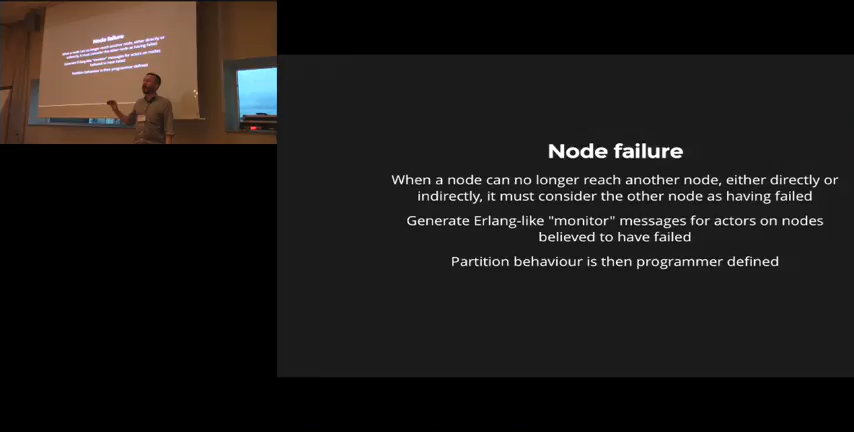 Node failure
When a node can no longer reach another node, either directly or
indirectly, it must consider the other node as having failed
Generate Erlang-like "monitor" messages for actors on nodes
believed to have failed
Partition behaviour is then programmer defined